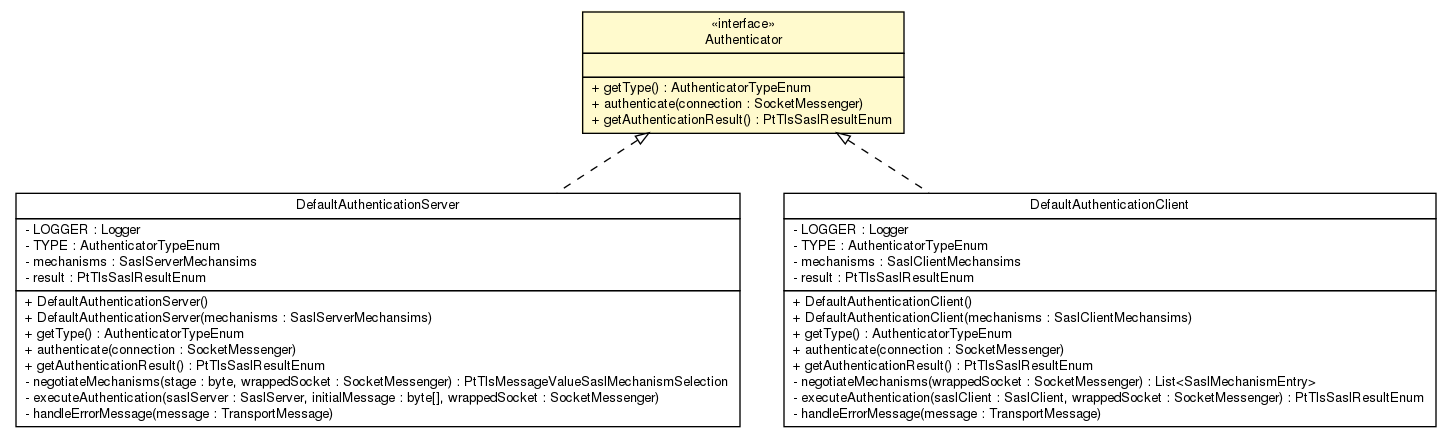 «interface»
Authenticator
+ getType() : AuthenticatorTypeEnum
+ authenticate(connection : SocketMessenger)
+ getAuthenticationResult() : PtTlsSaslResultEnum
DefaultAuthenticationServer
- LOGGER : Logger
- TYPE : AuthenticatorTypeEnum
- mechanisms : SaslServerMechansims
- result : PtTlsSaslResultEnum
+ DefaultAuthenticationServer()
+ DefaultAuthenticationServer(mechanisms : SaslServerMechansims)
+ getType() : AuthenticatorTypeEnum
+ authenticate(connection : SocketMessenger)
+ getAuthenticationResult() : PtTlsSaslResultEnum
- negotiateMechanisms(stage : byte, wrappedSocket : SocketMessenger) : PtTlsMessageValueSaslMechanismSelection
- executeAuthentication(saslServer : SaslServer, initialMessage : byte[], wrappedSocket : SocketMessenger)
- handleErrorMessage(message : TransportMessage)
DefaultAuthenticationClient
- LOGGER : Logger
- TYPE : AuthenticatorTypeEnum
- mechanisms : SaslClientMechansims
- result : PtTlsSaslResultEnum
+ DefaultAuthenticationClient()
+ DefaultAuthenticationClient(mechanisms : SaslClientMechansims)
+ getType() : AuthenticatorTypeEnum
+ authenticate(connection : SocketMessenger)
+ getAuthenticationResult() : PtTlsSaslResultEnum
- negotiateMechanisms(wrappedSocket : SocketMessenger) : List<SaslMechanismEntry>
- executeAuthentication(saslClient : SaslClient, wrappedSocket : SocketMessenger) : PtTlsSaslResultEnum
- handleErrorMessage(message : TransportMessage)